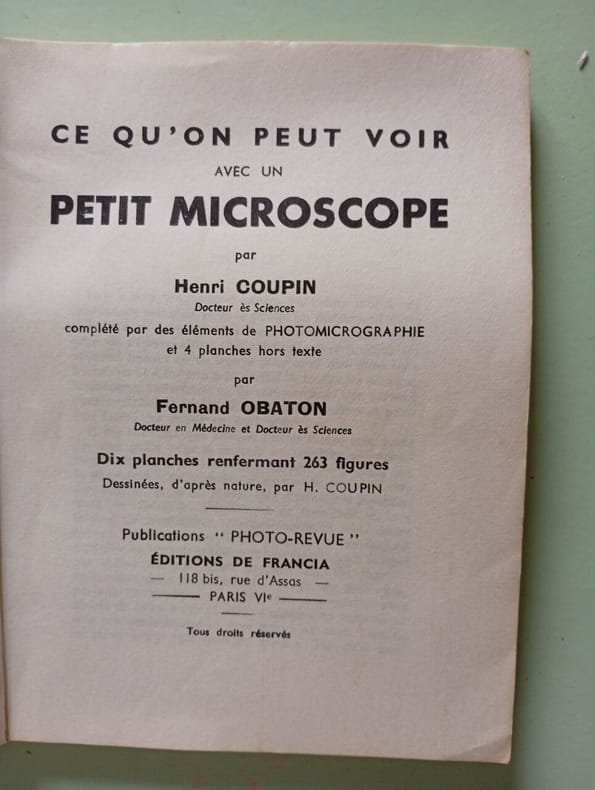 CE QU'ON PEUT VOIR
AVEC UN
PETIT MICROSCOPE
par
Henri COUPIN
Docteur ès Sciences
complété par des éléments de PHOTOMICROGRAPHIE
et 4 planches hors texte
par
Fernand OBATON
Docteur en Médecine et Docteur ès Sciences
Dix planches renfermant 263 figures
Dessinées, d'après nature, par H. COUPIN
Publications “ PHOTO-REVUE ”
ÉDITIONS DE FRANCIA
— 118 bis, rue d'Assas —
PARIS VIe
Tous droits réservés